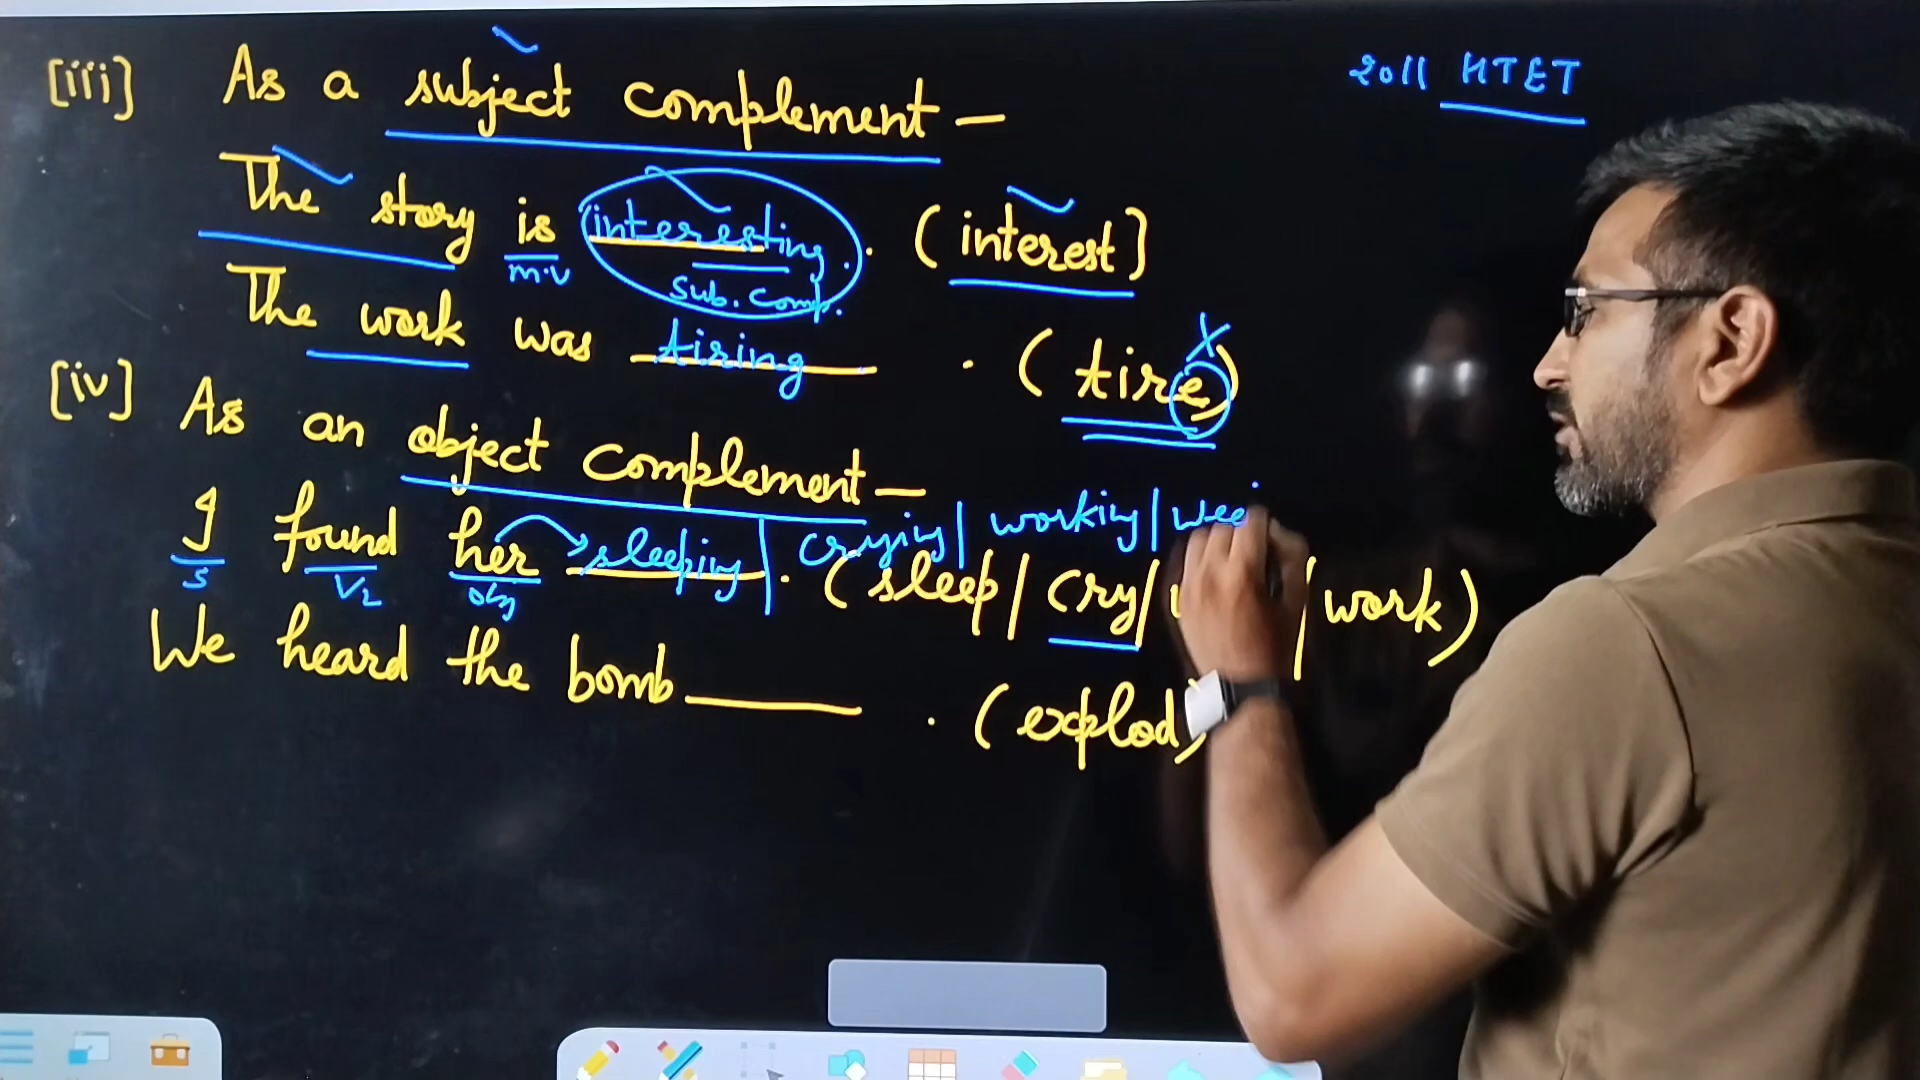 2011 HTET
[iii] As a subject complement —
The story is interesting. (interest]
m.v sub. comp.
The work was tiring. (tire) X
[iv] As an object complement —
I found her sleeping | crying | working | wee
. (sleep / cry / / work)
S V2 obj
We heard the bomb ______ . (explod)